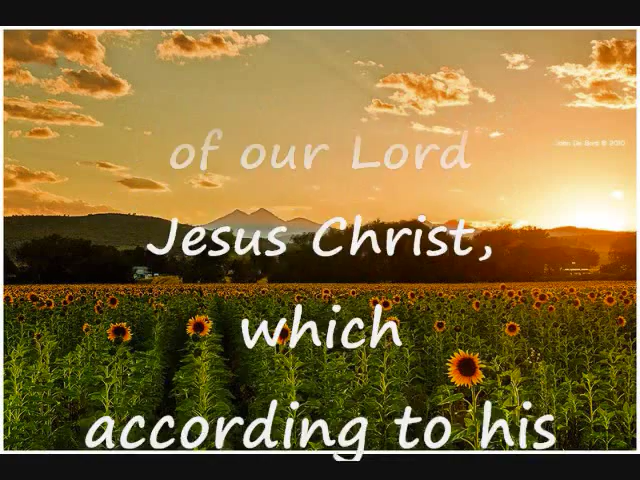 of our Lord
Jesus Christ,
which
according to his